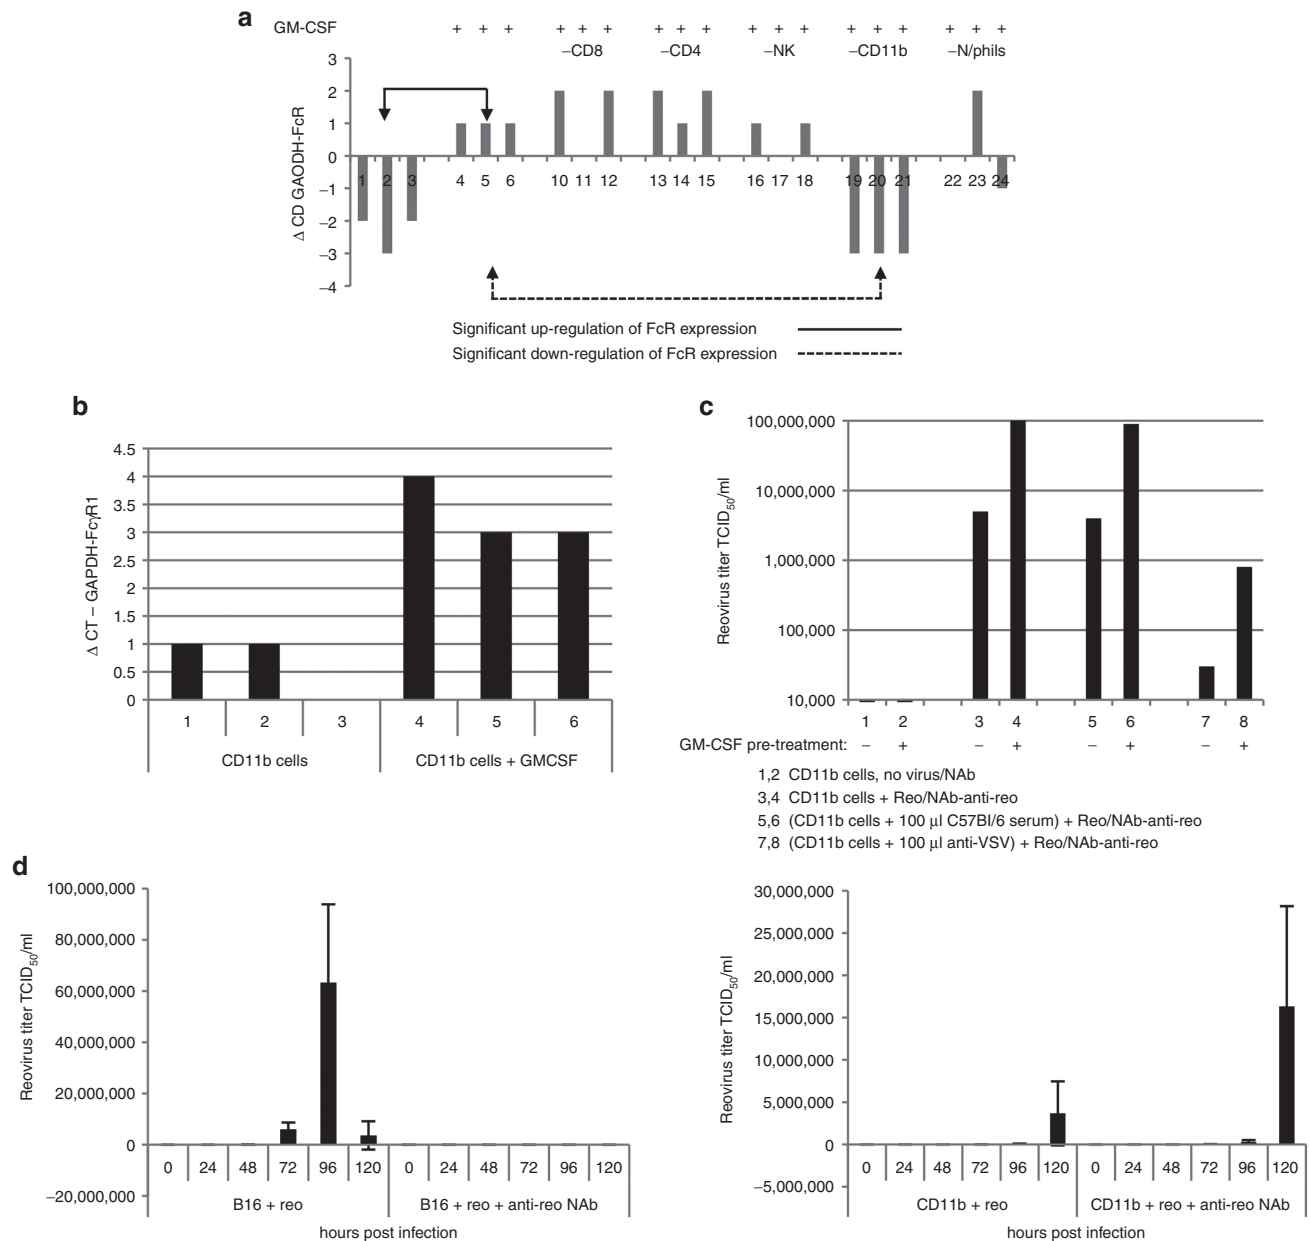 a
GM-CSF + + + + + + + + + + + + + + + + + +
–CD8 –CD4 –NK –CD11b –N/phils
Δ CD GAODH-FcR
3
2
1
0
–1
–2
–3
–4
1 2 3 4 5 6 10 11 12 13 14 15 16 17 18 19 20 21 22 23 24
Significant up-regulation of FcR expression
Significant down-regulation of FcR expression
b
Δ CT – GAPDH-FcγR1
4.5
4
3.5
3
2.5
2
1.5
1
0.5
0
1 2 3 4 5 6
CD11b cells CD11b cells + GMCSF
c
Reovirus titer TCID50/ml
100,000,000
10,000,000
1,000,000
100,000
10,000
1 2 3 4 5 6 7 8
GM-CSF pre-treatment: – + – + – + – +
1,2 CD11b cells, no virus/NAb
3,4 CD11b cells + Reo/NAb-anti-reo
5,6 (CD11b cells + 100 μl C57Bl/6 serum) + Reo/NAb-anti-reo
7,8 (CD11b cells + 100 μl anti-VSV) + Reo/NAb-anti-reo
d
Reovirus titer TCID50/ml
100,000,000
80,000,000
60,000,000
40,000,000
20,000,000
0
–20,000,000
0 24 48 72 96 120 0 24 48 72 96 120
B16 + reo B16 + reo + anti-reo NAb
hours post infection
Reovirus titer TCID50/ml
30,000,000
25,000,000
20,000,000
15,000,000
10,000,000
5,000,000
0
–5,000,000
0 24 48 72 96 120 0 24 48 72 96 120
CD11b + reo CD11b + reo + anti-reo NAb
hours post infection